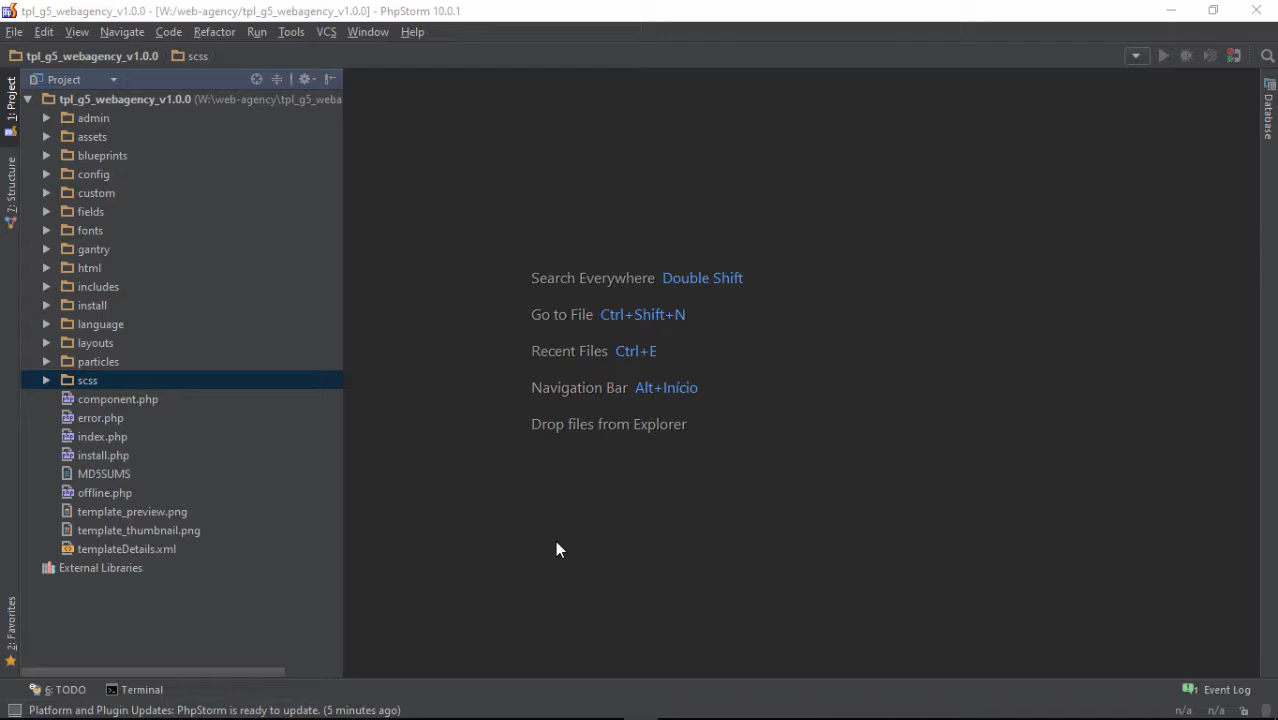 tpl_g5_webagency_v1.0.0 - [W:/web-agency/tpl_g5_webagency_v1.0.0] - PhpStorm 10.0.1
File Edit View Navigate Code Refactor Run Tools VCS Window Help
tpl_g5_webagency_v1.0.0 scss
Project
tpl_g5_webagency_v1.0.0 (W:\web-agency\tpl_g5_weba
admin
assets
blueprints
config
custom
fields
fonts
gantry
html
includes
install
language
layouts
particles
scss
component.php
error.php
index.php
install.php
MD5SUMS
offline.php
template_preview.png
template_thumbnail.png
templateDetails.xml
External Libraries
1: Project
7: Structure
2: Favorites
Search Everywhere Double Shift
Go to File Ctrl+Shift+N
Recent Files Ctrl+E
Navigation Bar Alt+Início
Drop files from Explorer
Database
6: TODO Terminal
1 Event Log
Platform and Plugin Updates: PhpStorm is ready to update. (5 minutes ago)
n/a n/a